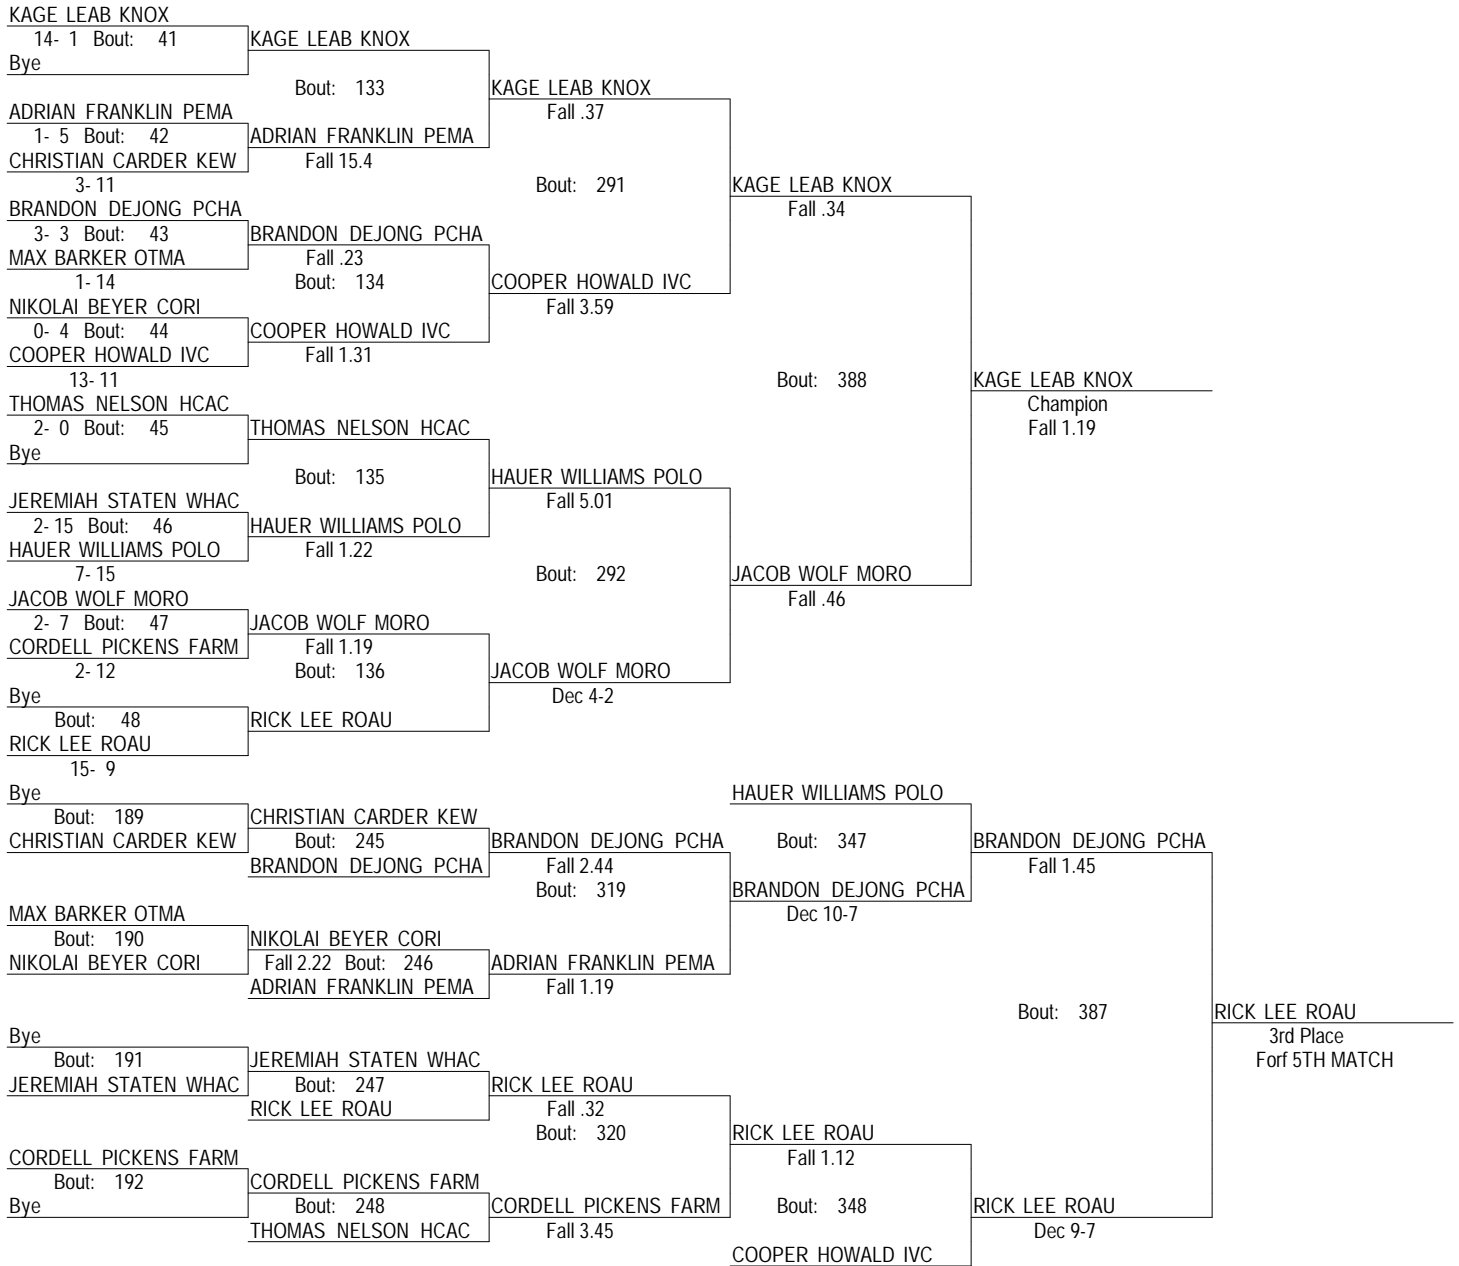 KAGE LEAB KNOX
14- 1 Bout: 41
KAGE LEAB KNOX
Bye
Bout: 133
KAGE LEAB KNOX
Fall .37
ADRIAN FRANKLIN PEMA
1- 5 Bout: 42
ADRIAN FRANKLIN PEMA
CHRISTIAN CARDER KEW
Fall 15.4
3- 11
Bout: 291
KAGE LEAB KNOX
Fall .34
BRANDON DEJONG PCHA
3- 3 Bout: 43
BRANDON DEJONG PCHA
MAX BARKER OTMA
Fall .23
1- 14
Bout: 134
COOPER HOWALD IVC
Fall 3.59
NIKOLAI BEYER CORI
0- 4 Bout: 44
COOPER HOWALD IVC
COOPER HOWALD IVC
Fall 1.31
13- 11
Bout: 388
KAGE LEAB KNOX
Champion
Fall 1.19
THOMAS NELSON HCAC
2- 0 Bout: 45
THOMAS NELSON HCAC
Bye
Bout: 135
HAUER WILLIAMS POLO
Fall 5.01
JEREMIAH STATEN WHAC
2- 15 Bout: 46
HAUER WILLIAMS POLO
HAUER WILLIAMS POLO
Fall 1.22
7- 15
Bout: 292
JACOB WOLF MORO
Fall .46
JACOB WOLF MORO
2- 7 Bout: 47
JACOB WOLF MORO
CORDELL PICKENS FARM
Fall 1.19
2- 12
Bout: 136
JACOB WOLF MORO
Dec 4-2
Bye
Bout: 48
RICK LEE ROAU
RICK LEE ROAU
15- 9
Bye
HAUER WILLIAMS POLO
Bout: 189
CHRISTIAN CARDER KEW
CHRISTIAN CARDER KEW
Bout: 245
BRANDON DEJONG PCHA
Bout: 347
BRANDON DEJONG PCHA
BRANDON DEJONG PCHA
Fall 2.44
Fall 1.45
Bout: 319
BRANDON DEJONG PCHA
Dec 10-7
MAX BARKER OTMA
Bout: 190
NIKOLAI BEYER CORI
NIKOLAI BEYER CORI
Fall 2.22 Bout: 246
ADRIAN FRANKLIN PEMA
ADRIAN FRANKLIN PEMA
Fall 1.19
Bout: 387
RICK LEE ROAU
3rd Place
Forf 5TH MATCH
Bye
Bout: 191
JEREMIAH STATEN WHAC
JEREMIAH STATEN WHAC
Bout: 247
RICK LEE ROAU
RICK LEE ROAU
Fall .32
Bout: 320
RICK LEE ROAU
Fall 1.12
CORDELL PICKENS FARM
Bout: 192
CORDELL PICKENS FARM
Bye
Bout: 248
CORDELL PICKENS FARM
Bout: 348
RICK LEE ROAU
THOMAS NELSON HCAC
Fall 3.45
Dec 9-7
COOPER HOWALD IVC